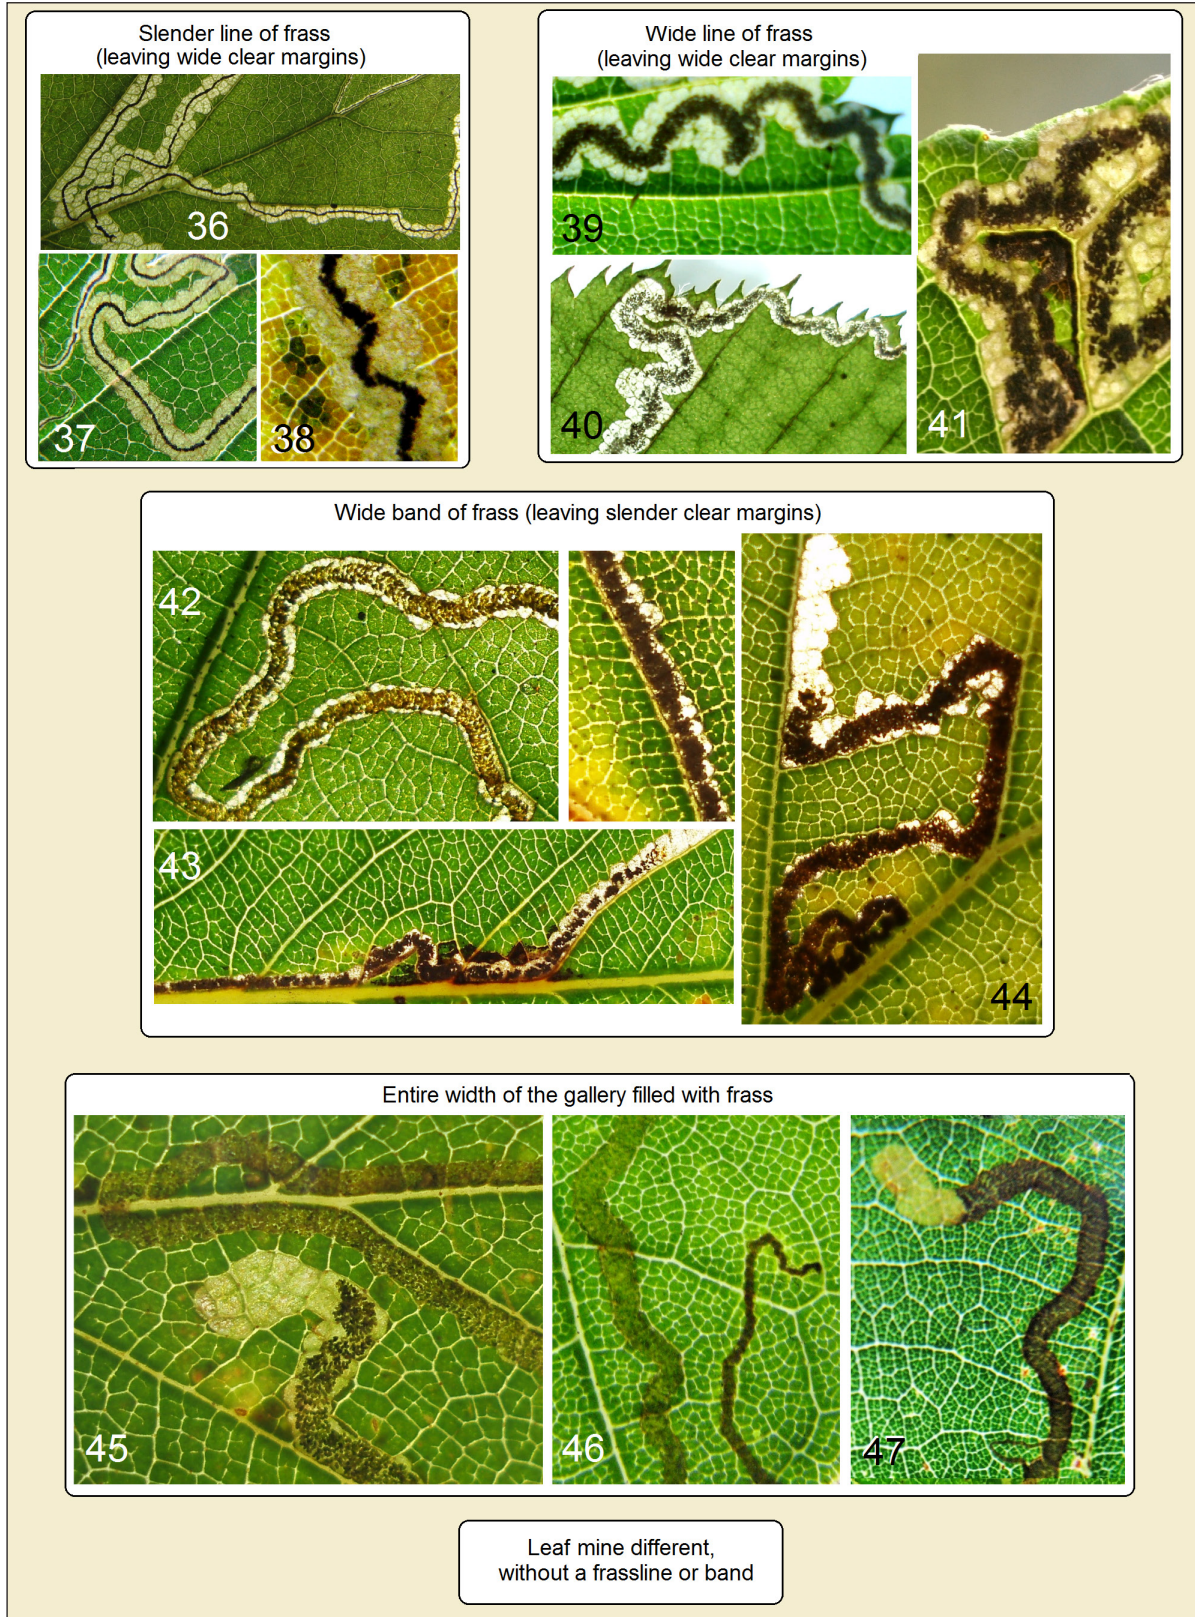 Slender line of frass
(leaving wide clear margins)
36
37
38
Wide line of frass
(leaving wide clear margins)
39
40
41
Wide band of frass (leaving slender clear margins)
42
43
44
Entire width of the gallery filled with frass
45
46
47
Leaf mine different,
without a frassline or band